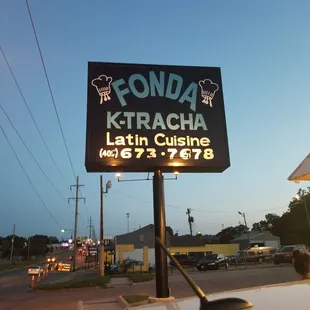 FONDA
K-TRACHA
Latin Cuisine
(405) 673-7678